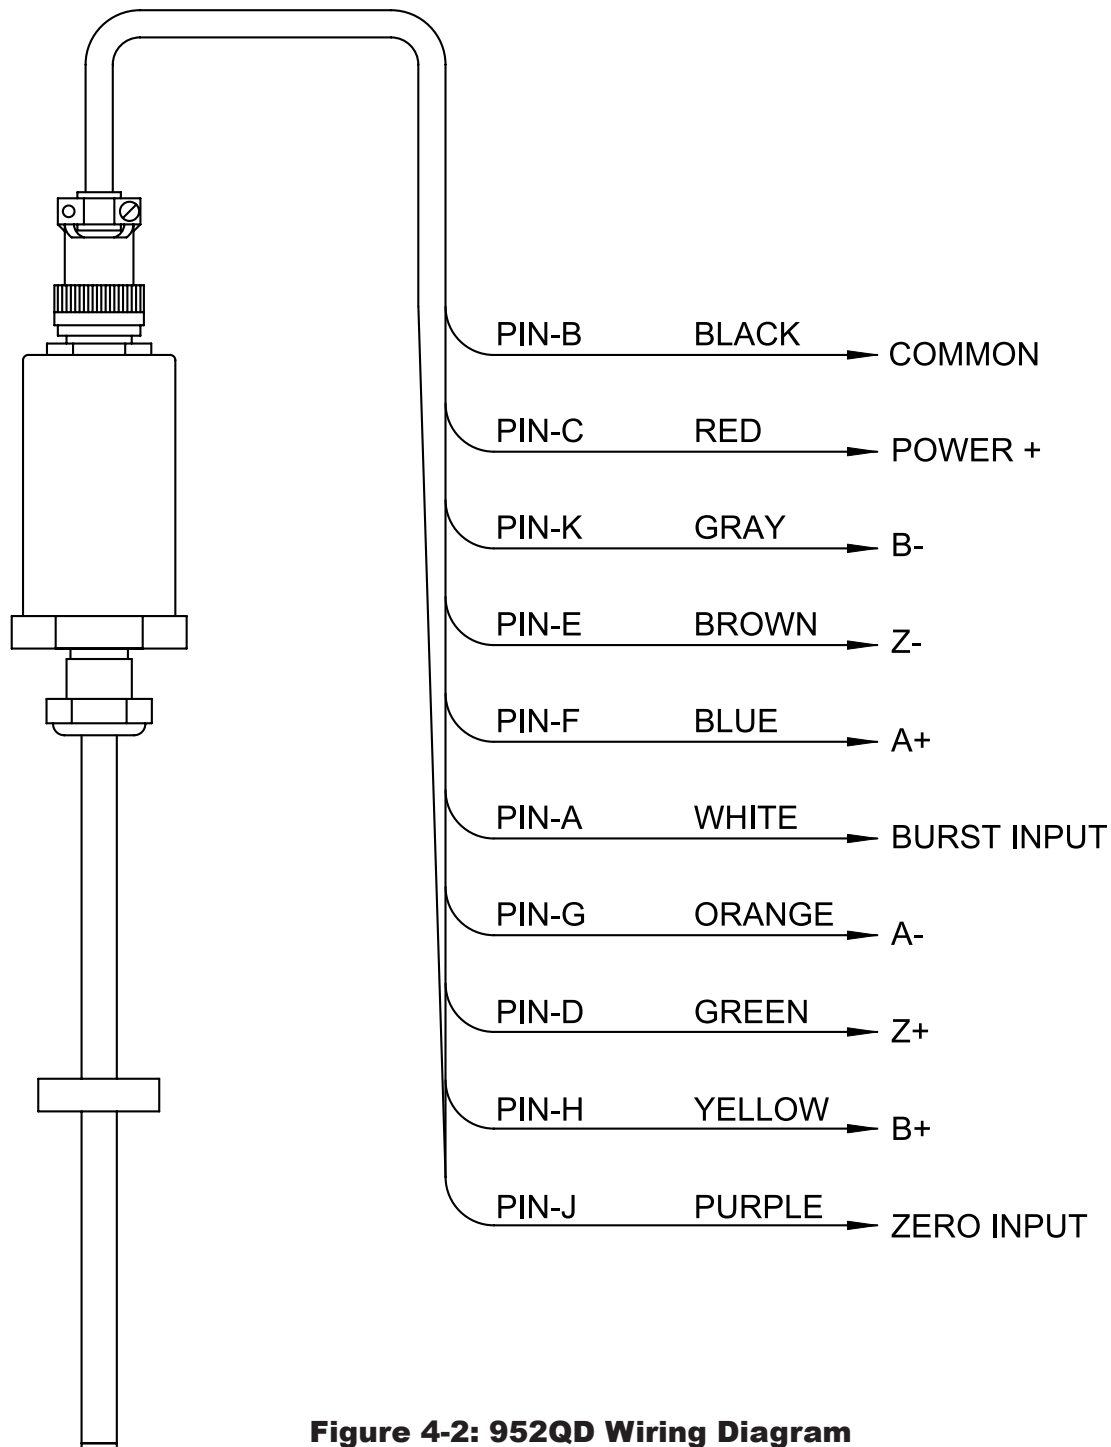 PIN-B BLACK COMMON
PIN-C RED POWER +
PIN-K GRAY B-
PIN-E BROWN Z-
PIN-F BLUE A+
PIN-A WHITE BURST INPUT
PIN-G ORANGE A-
PIN-D GREEN Z+
PIN-H YELLOW B+
PIN-J PURPLE ZERO INPUT
Figure 4-2: 952QD Wiring Diagram